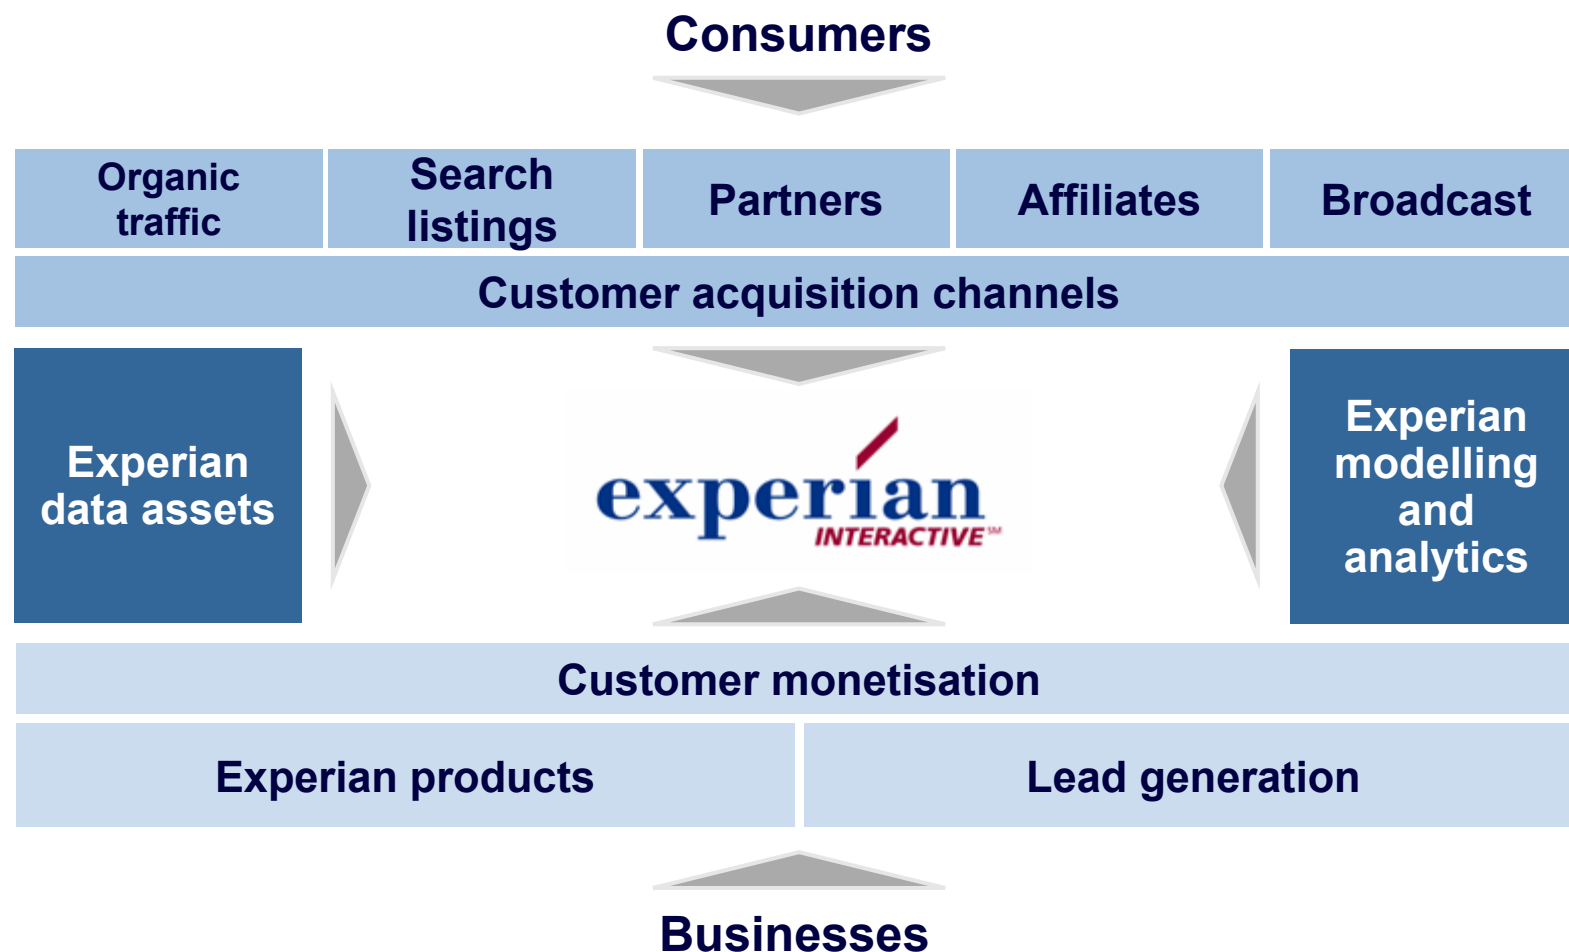 Consumers
Organic
traffic
Search
listings
Partners
Affiliates
Broadcast
Customer acquisition channels
Experian
data assets
experian
INTERACTIVE SM
Experian
modelling
and
analytics
Customer monetisation
Experian products
Lead generation
Businesses